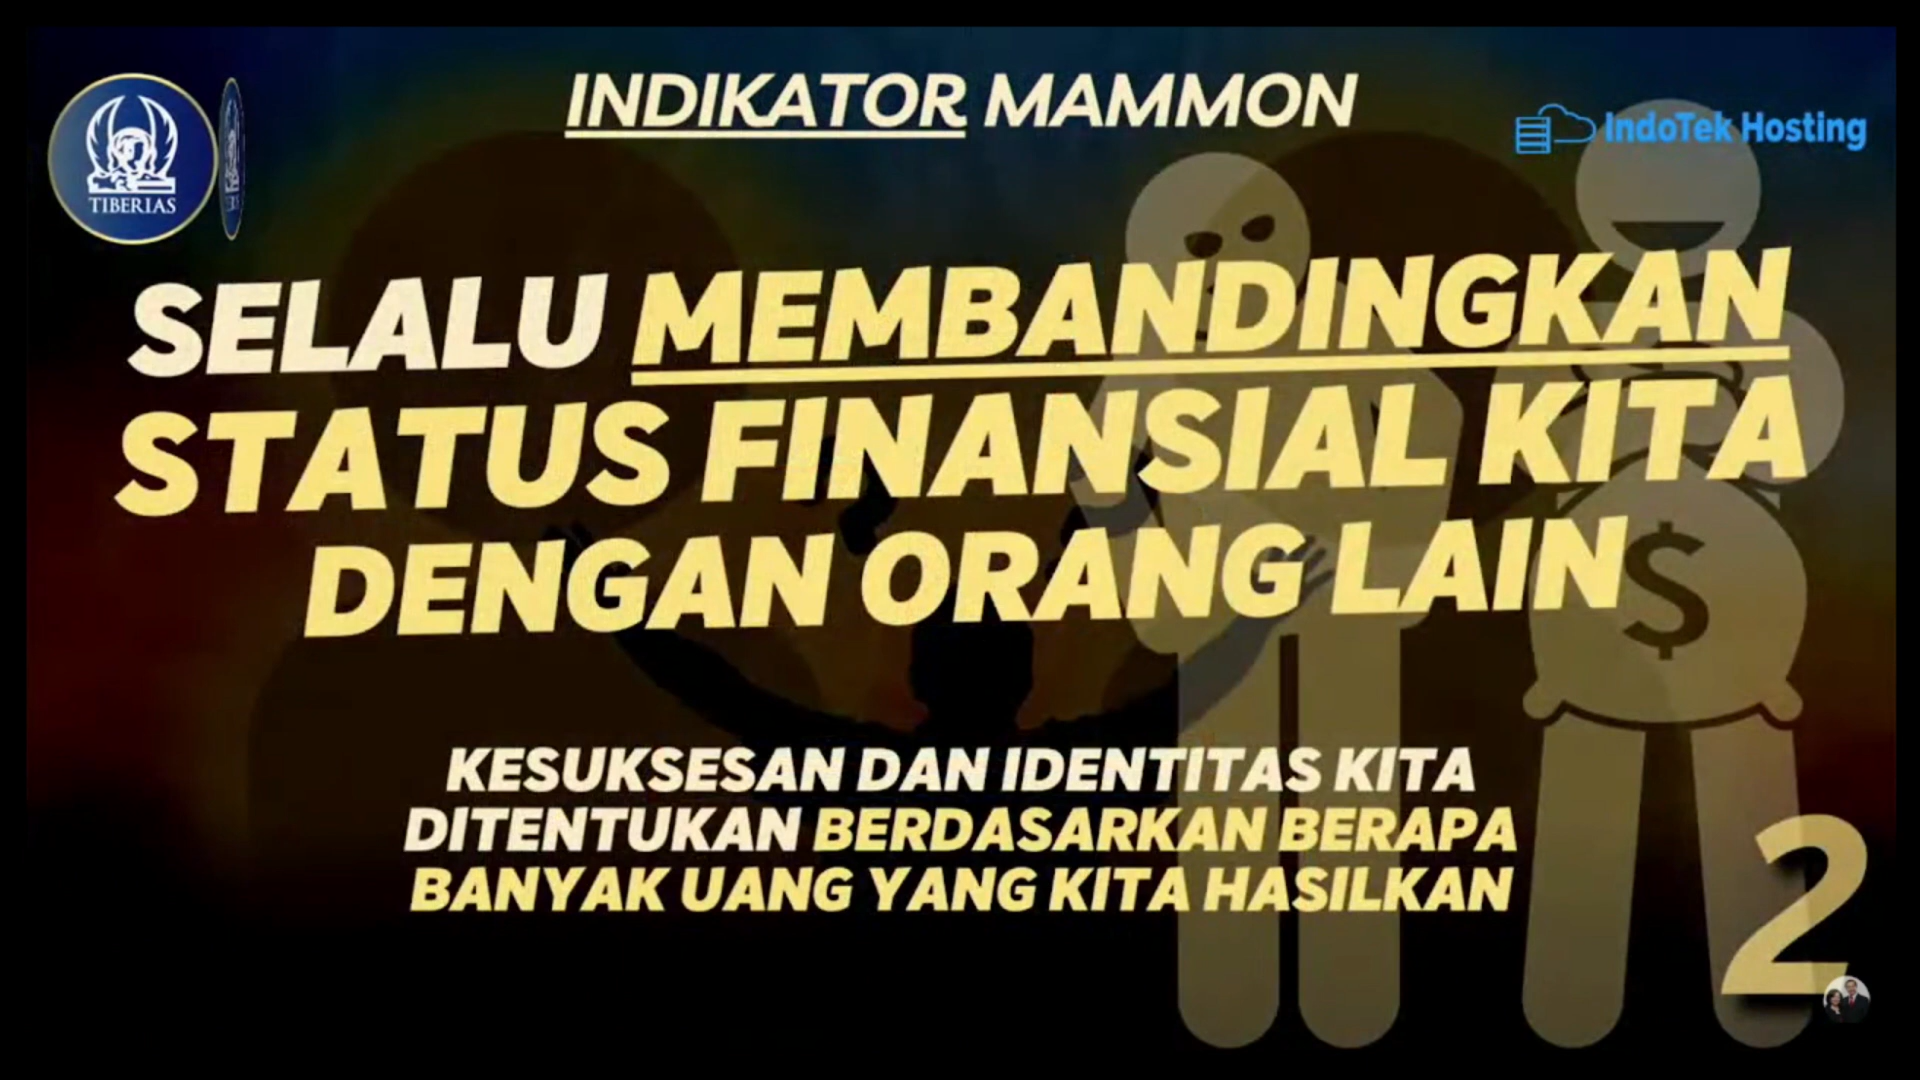 INDIKATOR MAMMON
TIBERIAS
IndoTek Hosting
SELALU MEMBANDINGKAN
STATUS FINANSIAL KITA
DENGAN ORANG LAIN
$
KESUKSESAN DAN IDENTITAS KITA
DITENTUKAN BERDASARKAN BERAPA
BANYAK UANG YANG KITA HASILKAN
2